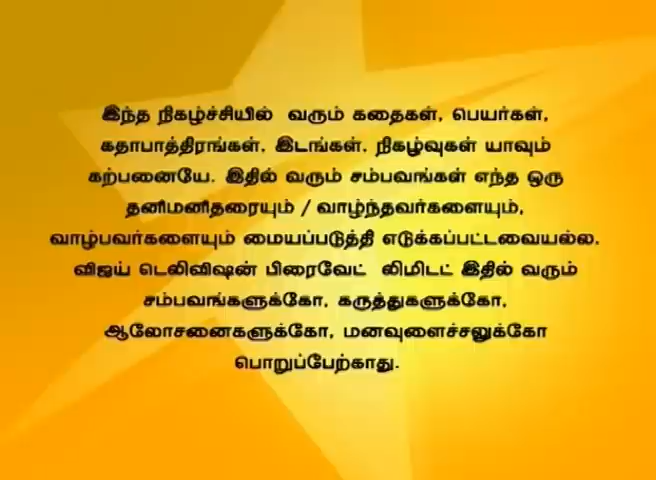 இந்த நிகழ்ச்சியில் வரும் கதைகள், பெயர்கள்,
கதாபாத்திரங்கள், இடங்கள், நிகழ்வுகள் யாவும்
கற்பனையே. இதில் வரும் சம்பவங்கள் எந்த ஒரு
தனிமனிதரையும் / வாழ்ந்தவர்களையும்,
வாழ்பவர்களையும் மையப்படுத்தி எடுக்கப்பட்டவையல்ல.
விஜய் டெலிவிஷன் பிரைவேட் லிமிடட் இதில் வரும்
சம்பவங்களுக்கோ, கருத்துகளுக்கோ,
ஆலோசனைகளுக்கோ, மனவுளைச்சலுக்கோ
பொறுப்பேற்காது.